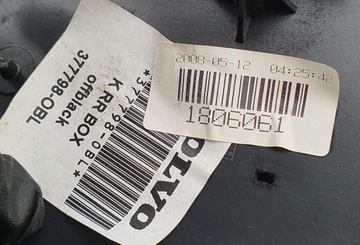 2008-05-12 04:25:42
1806061
VOLVO
*377798-OBL*
K RR BOX
offblack
377798-OBL